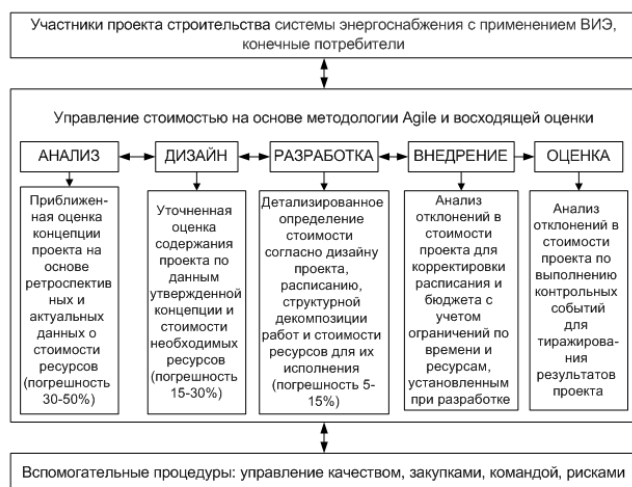 Участники проекта строительства системы энергоснабжения с применением ВИЭ,
конечные потребители
Управление стоимостью на основе методологии Agile и восходящей оценки
АНАЛИЗ
ДИЗАЙН
РАЗРАБОТКА
ВНЕДРЕНИЕ
ОЦЕНКА
Приближен-
ная оценка
концепции
проекта на
основе
ретроспектив
ных и
актуальных
данных о
стоимости
ресурсов
(погрешность
30-50%)
Уточненная
оценка
содержания
проекта по
данным
утвержденной
концепции и
стоимости
необходимых
ресурсов
(погрешность
15-30%)
Детализированное
определение
стоимости
согласно дизайну
проекта,
расписанию,
структурной
декомпозиции
работ и стоимости
ресурсов для их
исполнения
(погрешность 5-
15%)
Анализ
отклонений в
стоимости
проекта для
корректировки
расписания и
бюджета с
учетом
ограничений по
времени и
ресурсам,
установленным
при разработке
Анализ
отклонений в
стоимости
проекта по
выполнению
контрольных
событий
для
тиражирова-
ния
результатов
проекта
Вспомогательные процедуры: управление качеством, закупками, командой, рисками